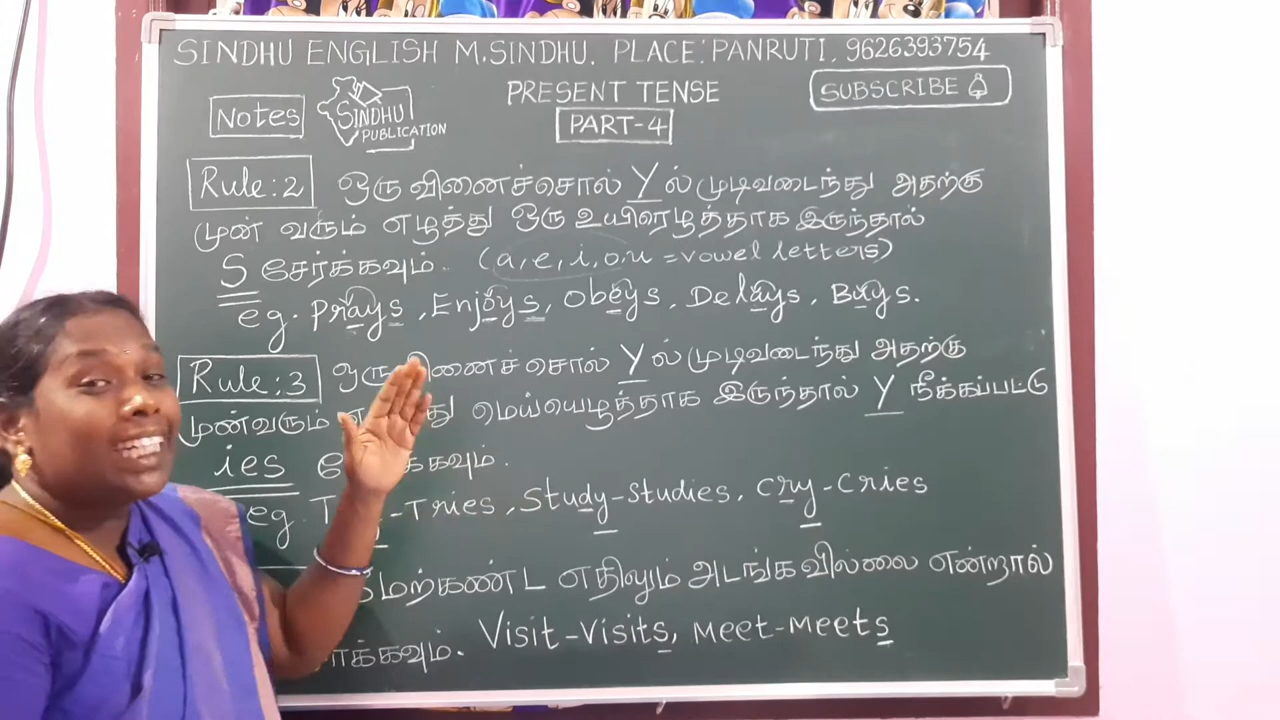 SINDHU ENGLISH M.SINDHU. PLACE: PANRUTI. 9626393754
Notes SINDHU PUBLICATION PRESENT TENSE SUBSCRIBE
PART-4
Rule:2 ஒரு வினைச்சொல் Y ல் முடிவடைந்து அதற்கு
முன் வரும் எழுத்து ஒரு உயிரெழுத்தாக இருந்தால்
S சேர்க்கவும். (a, e, i, o, u = vowel letters)
eg. Prays, Enjoys, Obeys, Delays, Buys.
Rule:3 ஒரு வினைச்சொல் Y ல் முடிவடைந்து அதற்கு
முன்வரும் மெய்யெழுத்தாக இருந்தால் Y நீக்கப்பட்டு
ies
eg. -Tries, Study-Studies, Cry-Cries
மேற்கண்ட எதிலும் அடங்கவில்லை என்றால்
Visit-Visits, Meet-Meets